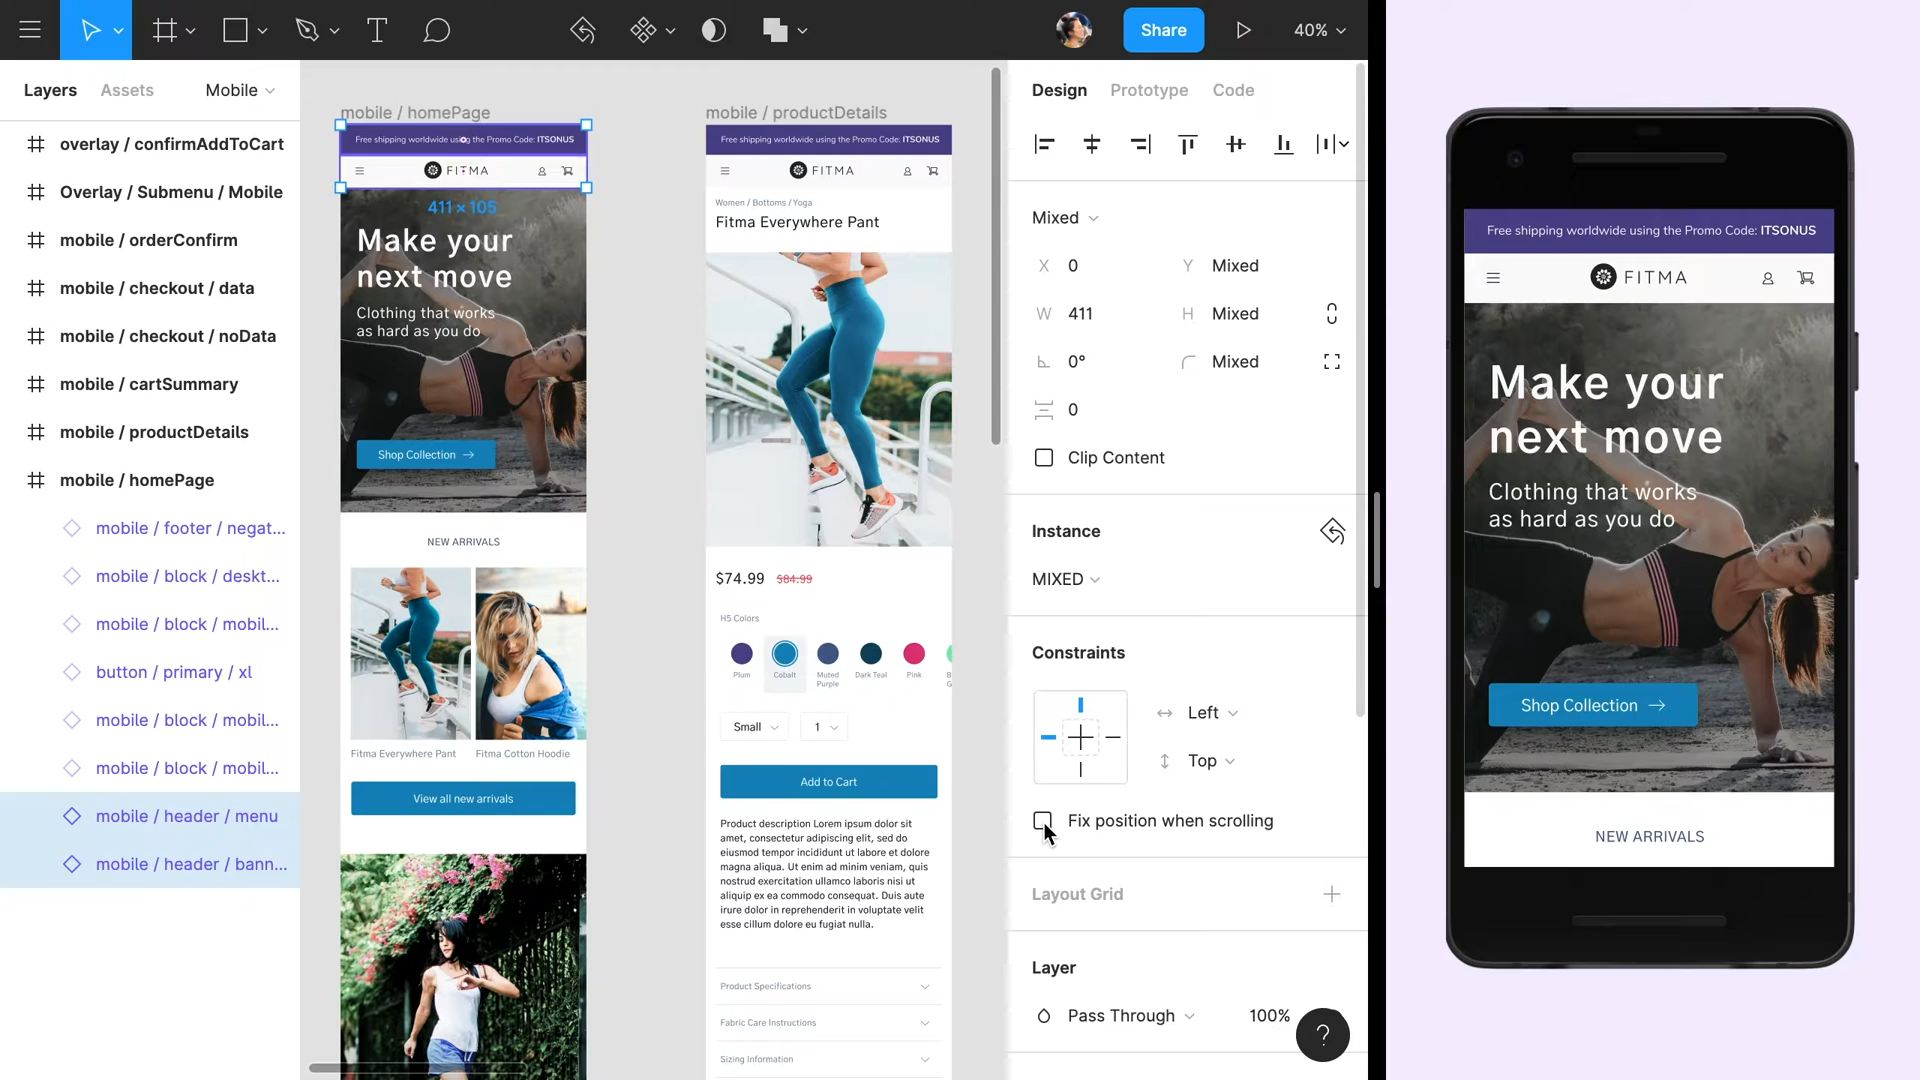 Share
40%
Layers
Assets
Mobile
overlay / confirmAddToCart
Overlay / Submenu / Mobile
mobile / orderConfirm
mobile / checkout / data
mobile / checkout / noData
mobile / cartSummary
mobile / productDetails
mobile / homePage
mobile / footer / negat...
mobile / block / deskt...
mobile / block / mobil...
button / primary / xl
mobile / block / mobil...
mobile / block / mobil...
mobile / header / menu
mobile / header / bann...
mobile / homePage
Free shipping worldwide using the Promo Code: ITSONUS
FITMA
411 × 105
Make your
next move
Clothing that works
as hard as you do
Shop Collection
NEW ARRIVALS
Fitma Everywhere Pant
Fitma Cotton Hoodie
View all new arrivals
mobile / productDetails
Free shipping worldwide using the Promo Code: ITSONUS
FITMA
Women / Bottoms / Yoga
Fitma Everywhere Pant
$74.99 $84.99
H5 Colors
Plum
Cobalt
Muted
Purple
Dark Teal
Pink
Small
1
Add to Cart
Product description Lorem ipsum dolor sit
amet, consectetur adipiscing elit, sed do
eiusmod tempor incididunt ut labore et dolore
magna aliqua. Ut enim ad minim veniam, quis
nostrud exercitation ullamco laboris nisi ut
aliquip ex ea commodo consequat. Duis aute
irure dolor in reprehenderit in voluptate velit
esse cillum dolore eu fugiat nulla.
Product Specifications
Fabric Care Instructions
Sizing Information
Design
Prototype
Code
Mixed
X 0
Y Mixed
W 411
H Mixed
0°
Mixed
0
Clip Content
Instance
MIXED
Constraints
Left
Top
Fix position when scrolling
Layout Grid
Layer
Pass Through
100%
?
Free shipping worldwide using the Promo Code: ITSONUS
FITMA
Make your
next move
Clothing that works
as hard as you do
Shop Collection
NEW ARRIVALS